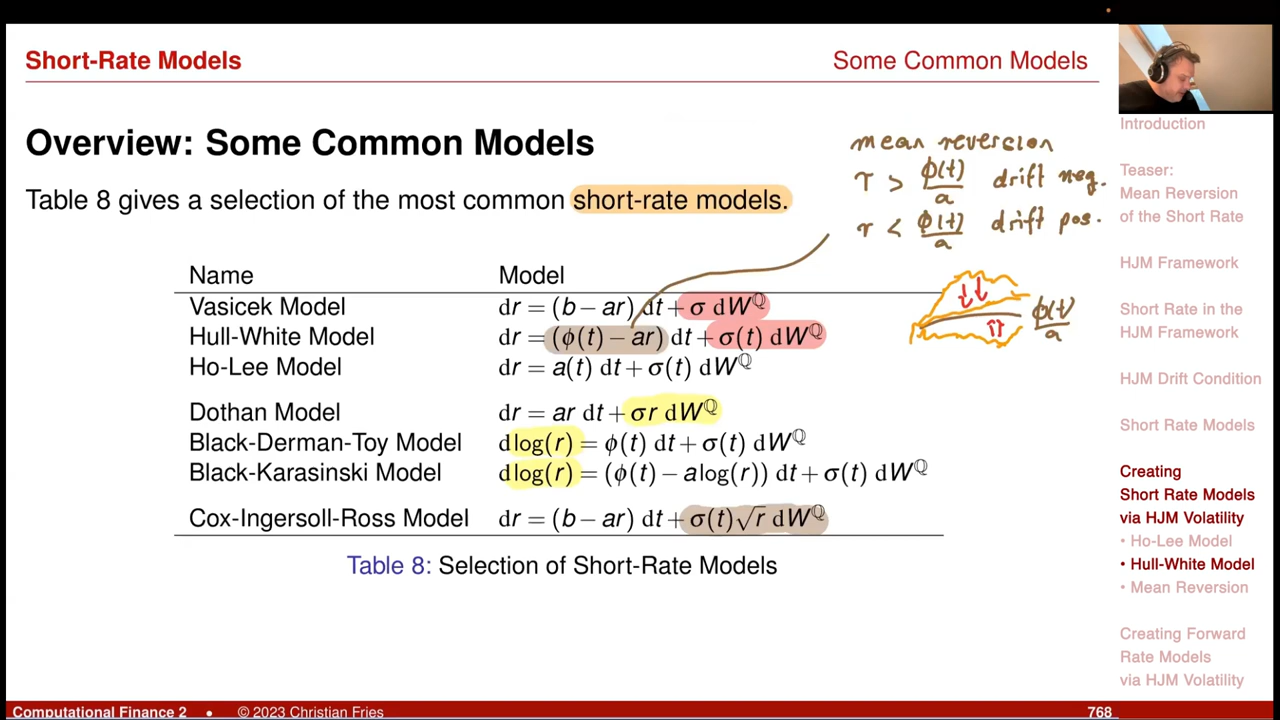 Short-Rate Models
Some Common Models
Overview: Some Common Models
Table 8 gives a selection of the most common short-rate models.
mean reversion
r > ϕ(t)/a drift neg.
r < ϕ(t)/a drift pos.
ϕ(t)/a
Name Model
Vasicek Model dr = (b − ar) dt + σ dW^ℚ
Hull-White Model dr = (ϕ(t) − ar) dt + σ(t) dW^ℚ
Ho-Lee Model dr = a(t) dt + σ(t) dW^ℚ
Dothan Model dr = ar dt + σr dW^ℚ
Black-Derman-Toy Model dlog(r) = ϕ(t) dt + σ(t) dW^ℚ
Black-Karasinski Model dlog(r) = (ϕ(t) − alog(r)) dt + σ(t) dW^ℚ
Cox-Ingersoll-Ross Model dr = (b − ar) dt + σ(t)√r dW^ℚ
Table 8: Selection of Short-Rate Models
Introduction
Teaser:
Mean Reversion
of the Short Rate
HJM Framework
Short Rate in the
HJM Framework
HJM Drift Condition
Short Rate Models
Creating
Short Rate Models
via HJM Volatility
• Ho-Lee Model
• Hull-White Model
• Mean Reversion
Creating Forward
Rate Models
via HJM Volatility
Computational Finance 2 • © 2023 Christian Fries
768